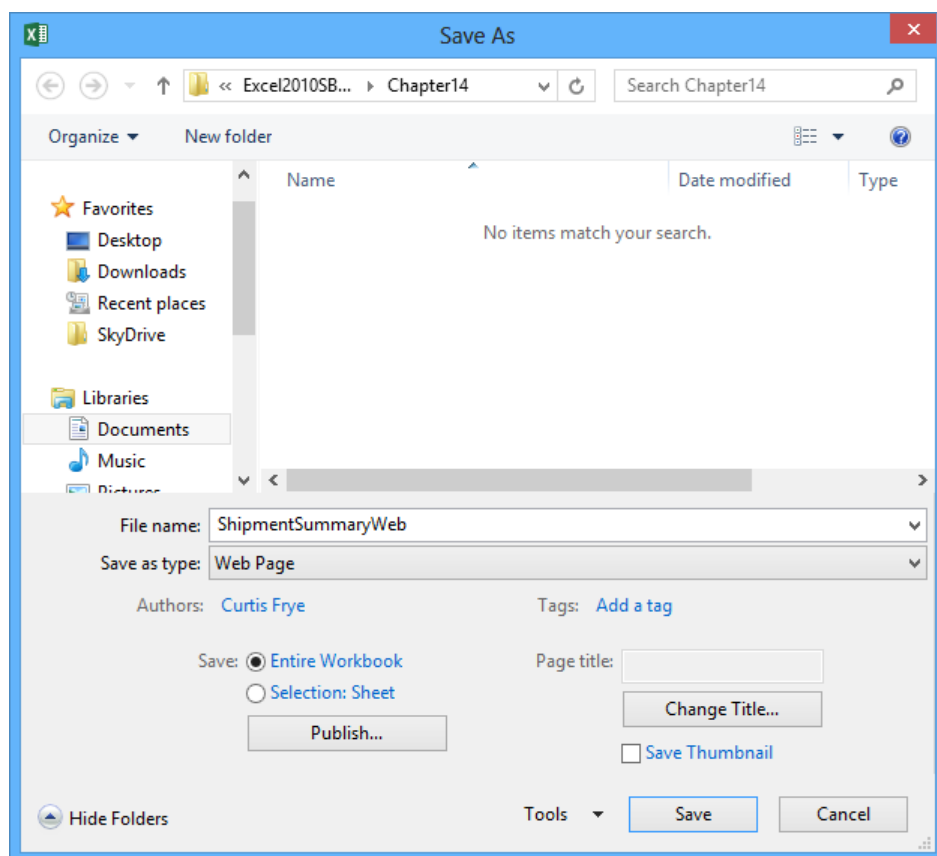 Save As
« Excel2010SB... ▸ Chapter14
Search Chapter14
Organize
New folder
Name
Date modified
Type
No items match your search.
Favorites
Desktop
Downloads
Recent places
SkyDrive
Libraries
Documents
Music
Pictures
File name: ShipmentSummaryWeb
Save as type: Web Page
Authors: Curtis Frye
Tags: Add a tag
Save: Entire Workbook
Selection: Sheet
Publish...
Page title:
Change Title...
Save Thumbnail
Hide Folders
Tools
Save
Cancel